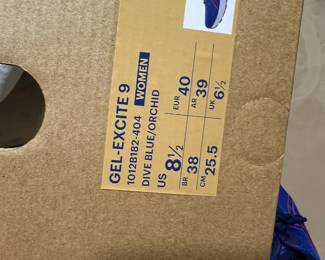 GEL-EXCITE 9
1012B182-404 WOMEN
DIVE BLUE/ORCHID
US 8½ EUR 40 AR 39 UK 6½
BR 38
CM 25.5